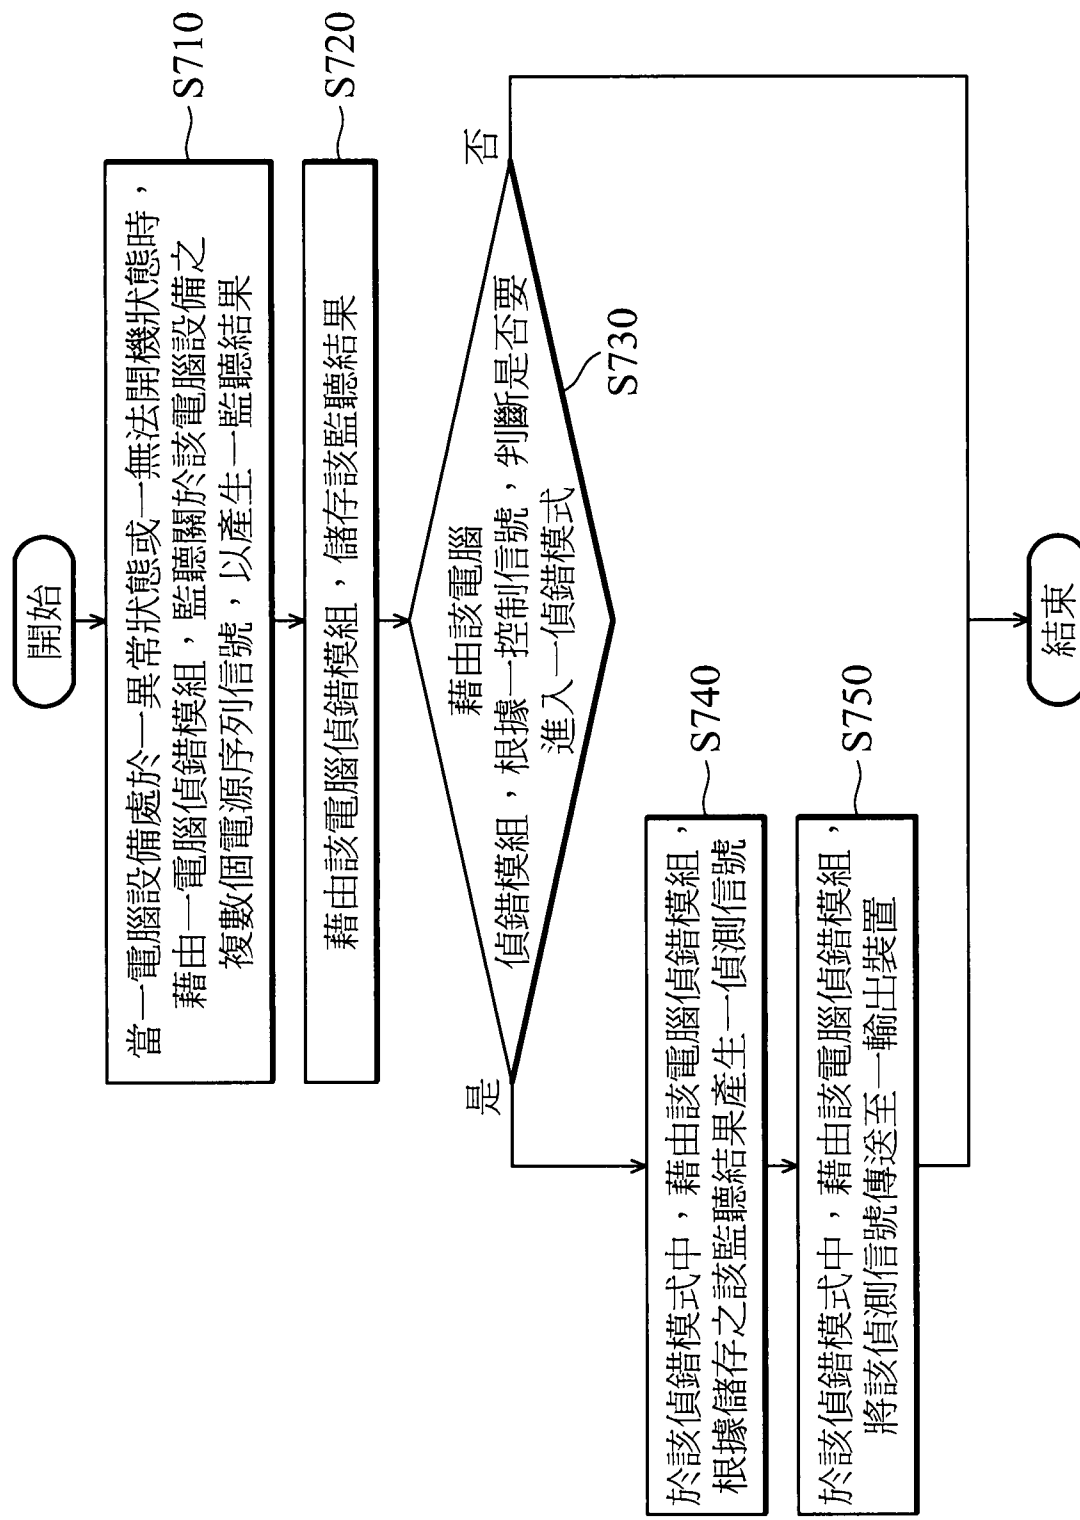 開始
當一電腦設備處於一異常狀態或一無法開機狀態時，
藉由一電腦偵錯模組，監聽關於該電腦設備之
複數個電源序列信號，以產生一監聽結果
S710
藉由該電腦偵錯模組，儲存該監聽結果
S720
藉由該電腦
偵錯模組，根據一控制信號，判斷是否要
進入一偵錯模式
S730
是
否
於該偵錯模式中，藉由該電腦偵錯模組，
根據儲存之該監聽結果產生一偵測信號
S740
於該偵錯模式中，藉由該電腦偵錯模組，
將該偵測信號傳送至一輸出裝置
S750
結束